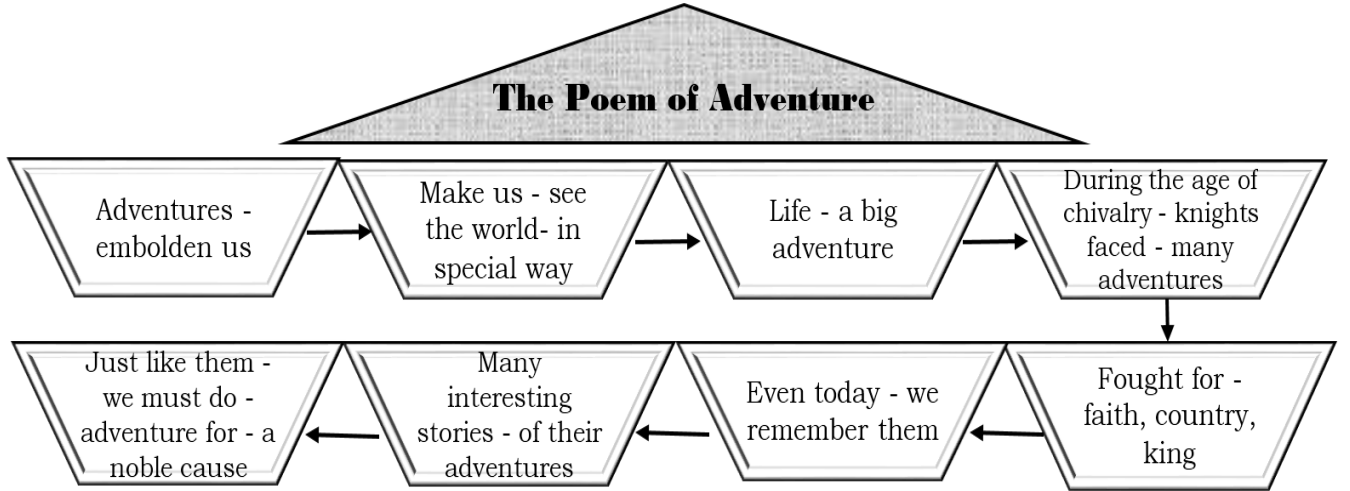 The Poem of Adventure
Adventures -
embolden us
Make us - see
the world- in
special way
Life - a big
adventure
During the age of
chivalry - knights
faced - many
adventures
Fought for -
faith, country,
king
Even today - we
remember them
Many
interesting
stories - of their
adventures
Just like them -
we must do -
adventure for - a
noble cause